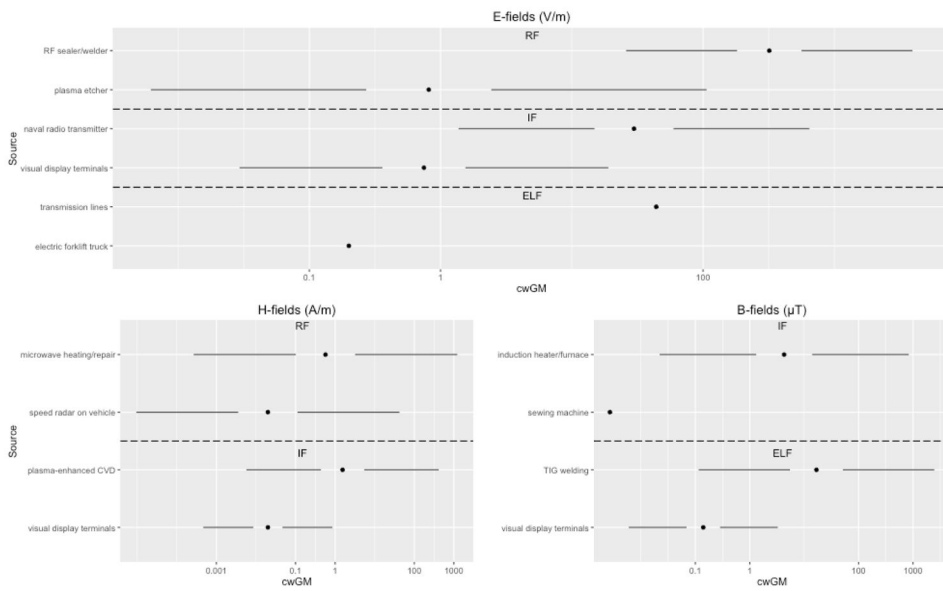 E-fields (V/m)
RF
RF sealer/welder
plasma etcher
IF
naval radio transmitter
visual display terminals
ELF
transmission lines
electric forklift truck
Source
0.1 1 100
cwGM
H-fields (A/m)
RF
microwave heating/repair
speed radar on vehicle
IF
plasma-enhanced CVD
visual display terminals
Source
0.001 0.1 1 100 1000
cwGM
B-fields (µT)
IF
induction heater/furnace
sewing machine
ELF
TIG welding
visual display terminals
0.1 1 100 1000
cwGM